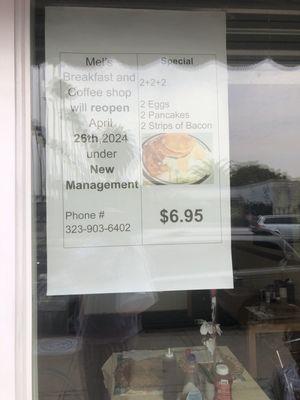 Mel's
Breakfast and
Coffee shop
will reopen
April
26th,2024
under
New
Management
Phone #
323-903-6402
Special
2+2+2
2 Eggs
2 Pancakes
2 Strips of Bacon
$6.95